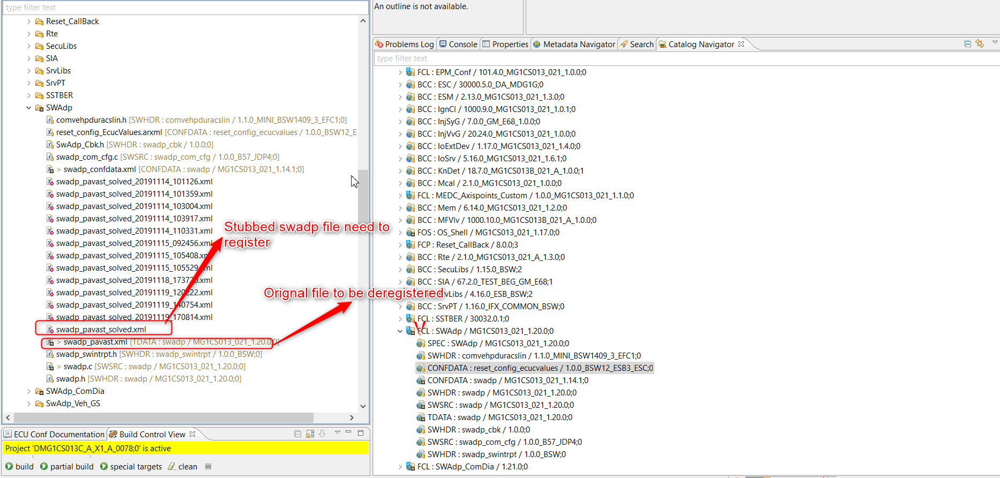 type filter text
Reset_CallBack
Rte
SecuLibs
SIA
SrvLibs
SrvPT
SSTBER
SWAdp
comvehpduracslin.h [SWHDR : comvehpduracslin / 1.1.0_MINI_BSW1409_3_EFC1;0]
reset_config_EcucValues.arxml [CONFDATA : reset_config_ecucvalues / 1.0.0_BSW12_E
SwAdp_Cbk.h [SWHDR : swadp_cbk / 1.0.0;0]
swadp_com_cfg.c [SWSRC : swadp_com_cfg / 1.0.0_B57_JDP4;0]
> swadp_confdata.xml [CONFDATA : swadp / MG1CS013_021_1.14.1;0]
swadp_pavast_solved_20191114_101126.xml
swadp_pavast_solved_20191114_101359.xml
swadp_pavast_solved_20191114_103004.xml
swadp_pavast_solved_20191114_103917.xml
swadp_pavast_solved_20191114_110331.xml
swadp_pavast_solved_20191115_092456.xml
swadp_pavast_solved_20191115_105408.xml
swadp_pavast_solved_20191115_105529.xml
swadp_pavast_solved_20191118_173726.xml
swadp_pavast_solved_20191119_120222.xml
swadp_pavast_solved_20191119_140754.xml
swadp_pavast_solved_20191119_170814.xml
swadp_pavast_solved.xml
> swadp_pavast.xml [TDATA : swadp / MG1CS013_021_1.20.0;0]
swadp_swintrpt.h [SWHDR : swadp_swintrpt / 1.0.0_BSW;0]
> swadp.c [SWSRC : swadp / MG1CS013_021_1.20.0;0]
swadp.h [SWHDR : swadp / MG1CS013_021_1.20.0;0]
SWAdp_ComDia
SwAdp_Veh_GS
Stubbed swadp file need to
register
Orignal file to be deregistered
ECU Conf Documentation
Build Control View
Project 'DMG1CS013C_A_X1_A_0078;0' is active
build
partial build
special targets
clean
An outline is not available.
Problems Log
Console
Properties
Metadata Navigator
Search
Catalog Navigator
type filter text
FCL : EPM_Conf / 101.4.0_MG1CS013_021_1.0.0;0
BCC : ESC / 30000.5.0_DA_MDG1G;0
BCC : ESM / 2.13.0_MG1CS013_021_1.3.0;0
BCC : IgnCl / 1000.9.0_MG1CS013_021_1.0.1;0
BCC : InjSyG / 7.0.0_GM_E68_1.0.0;0
BCC : InjVvG / 20.24.0_MG1CS013_021_1.0.0;0
BCC : IoExtDev / 1.17.0_MG1CS013_021_1.4.0;0
BCC : IoSrv / 5.16.0_MG1CS013_021_1.6.1;0
BCC : KnDet / 18.7.0_MG1CS013B_021_A_1.0.0;1
BCC : Mcal / 2.1.0_MG1CS013_021_1.0.0;0
FCL : MEDC_Axispoints_Custom / 1.0.0_MG1CS013_021_1.1.0;0
BCC : Mem / 6.14.0_MG1CS013_021_1.2.0;0
BCC : MFVlv / 1000.10.0_MG1CS013B_021_A_1.0.0;0
FOS : OS_Shell / MG1CS013_021_1.17.0;0
FCP : Reset_CallBack / 8.0.0;3
BCC : Rte / 2.1.0_MG1CS013_021_A_1.3.0;0
BCC : SecuLibs / 1.15.0_BSW;2
BCC : SIA / 67.2.0_TEST_BEG_GM_E68;1
rvLibs / 4.16.0_ESB_BSW;2
BCC : SrvPT / 1.16.0_IFX_COMMON_BSW;0
FCL : SSTBER / 30032.0.1;0
FCL : SWAdp / MG1CS013_021_1.20.0;0
SPEC : SWAdp / MG1CS013_021_1.20.0;0
SWHDR : comvehpduracslin / 1.1.0_MINI_BSW1409_3_EFC1;0
CONFDATA : reset_config_ecucvalues / 1.0.0_BSW12_ESB3_ESC;0
CONFDATA : swadp / MG1CS013_021_1.14.1;0
SWHDR : swadp / MG1CS013_021_1.20.0;0
SWSRC : swadp / MG1CS013_021_1.20.0;0
TDATA : swadp / MG1CS013_021_1.20.0;0
SWHDR : swadp_cbk / 1.0.0;0
SWSRC : swadp_com_cfg / 1.0.0_B57_JDP4;0
SWHDR : swadp_swintrpt / 1.0.0_BSW;0
FCL : SWAdp_ComDia / 1.21.0;0